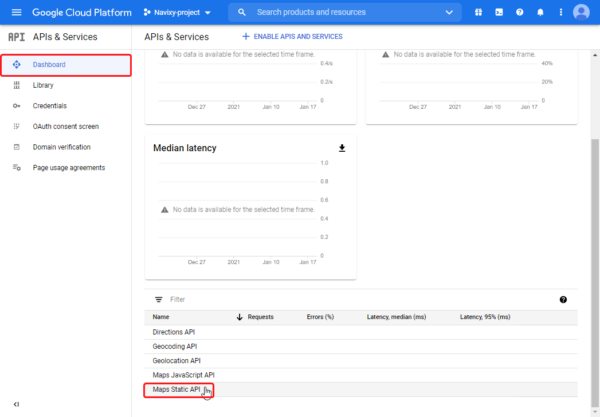 Google Cloud Platform
Navixy-project
Search products and resources
API APIs & Services
APIs & Services
ENABLE APIS AND SERVICES
Dashboard
Library
Credentials
OAuth consent screen
Domain verification
Page usage agreements
No data is available for the selected time frame.
0.4/s
0.2/s
0
Dec 27 2021 Jan 10 Jan 17
No data is available for the selected time frame.
40%
20%
0
Dec 27 2021 Jan 10 Jan 17
Median latency
1.0
0.8
0.6
No data is available for the selected time frame.
0.4
0.2
0
Dec 27 2021 Jan 10 Jan 17
Filter
Name Requests Errors (%) Latency, median (ms) Latency, 95% (ms)
Directions API
Geocoding API
Geolocation API
Maps JavaScript API
Maps Static API